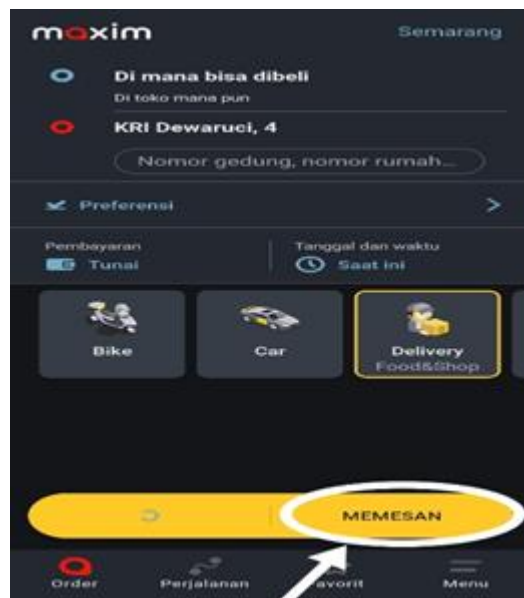 maxim
Semarang
Di mana bisa dibeli
Di toko mana pun
KRI Dewaruci, 4
Nomor gedung, nomor rumah...
Preferensi
Pembayaran
Tanggal dan waktu
Tunai
Saat ini
Bike
Car
Delivery
Food&Shop
MEMESAN
Order
Perjalanan
avorit
Menu